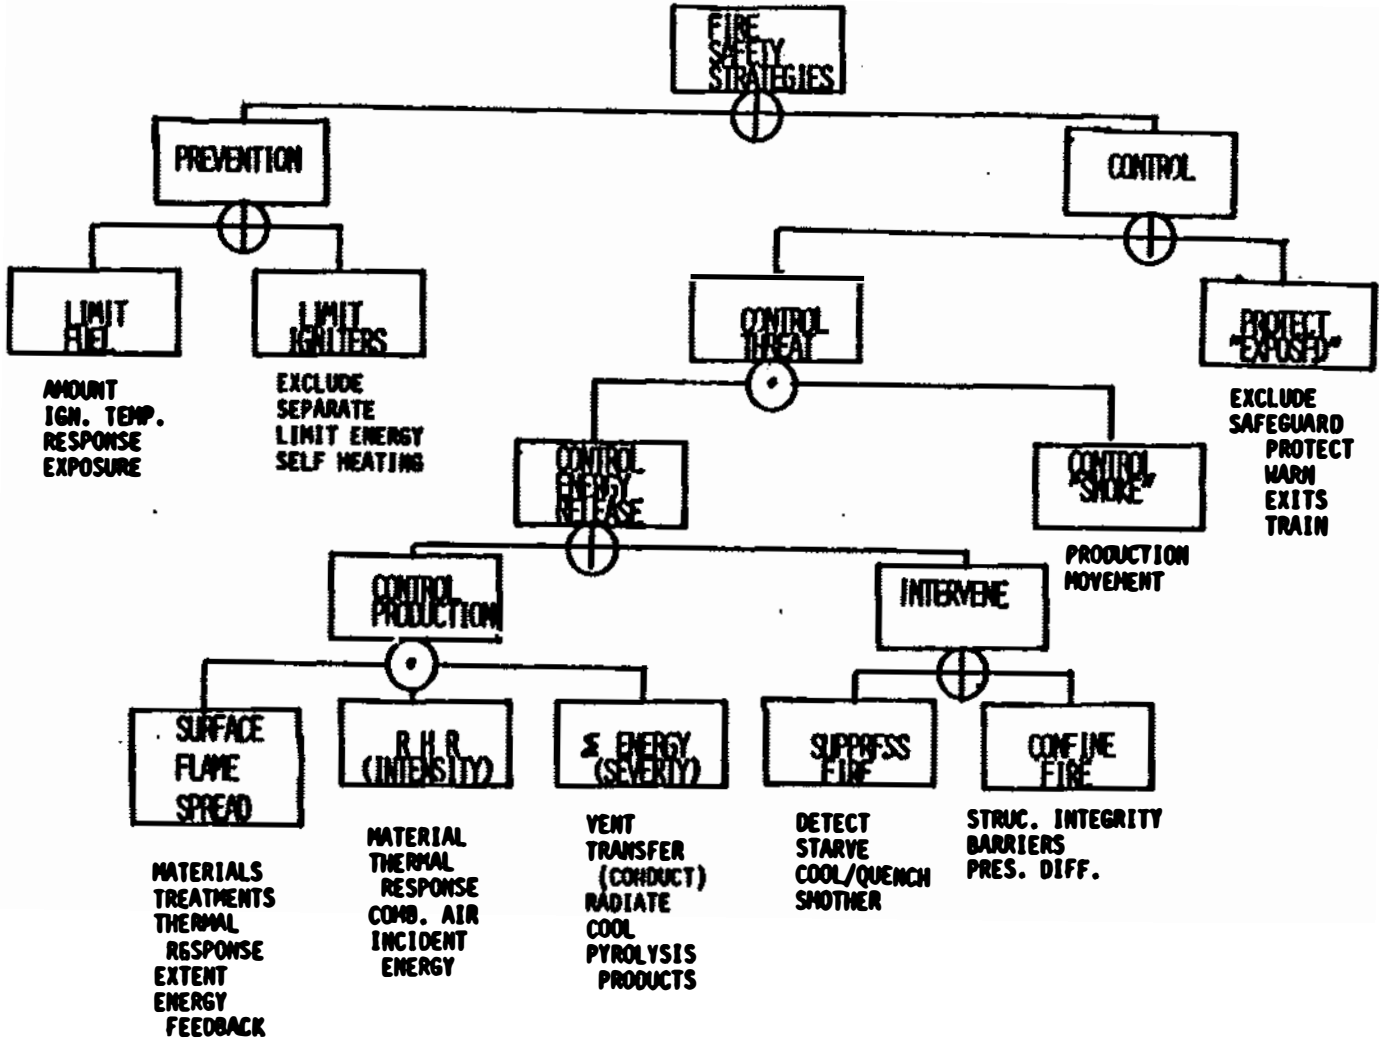 FIRE
SAFETY
STRATEGIES
PREVENTION
CONTROL
LIMIT
FUEL
LIMIT
IGNITERS
CONTROL
THREAT
PROTECT
"EXPOSED"
AMOUNT
IGN. TEMP.
RESPONSE
EXPOSURE
EXCLUDE
SEPARATE
LIMIT ENERGY
SELF HEATING
EXCLUDE
SAFEGUARD
PROTECT
WARN
EXITS
TRAIN
CONTROL
ENERGY
RELEASE
CONTROL
"SMOKE"
PRODUCTION
MOVEMENT
CONTROL
PRODUCTION
INTERVENE
SURFACE
FLAME
SPREAD
R H R
(INTENSITY)
Σ ENERGY
(SEVERTY)
SUPPRFSS
FIRE
CONFINE
FIRE
MATERIALS
TREATMENTS
THERMAL
RGSPONSE
EXTENT
ENERGY
FEEDBACK
MATERIAL
THERMAL
RESPONSE
COMB. AIR
INCIDENT
ENERGY
VENT
TRANSFER
(CONDUCT)
RADIATE
COOL
PYROLYSIS
PRODUCTS
DETECT
STARVE
COOL/QUENCH
SMOTHER
STRUC. INTEGRITY
BARRIERS
PRES. DIFF.